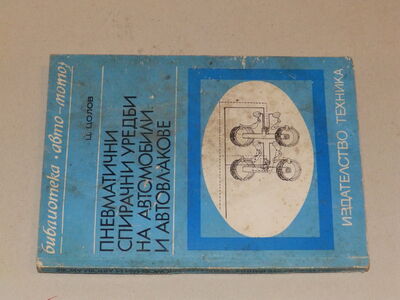 библиотека • авто-мото
Ц. ЦОЛОВ
ПНЕВМАТИЧНИ
СПИРАЧНИ УРЕДБИ
НА АВТОМОБИЛИ
И АВТОВЛАКОВЕ
ИЗДАТЕЛСТВО ТЕХНИКА